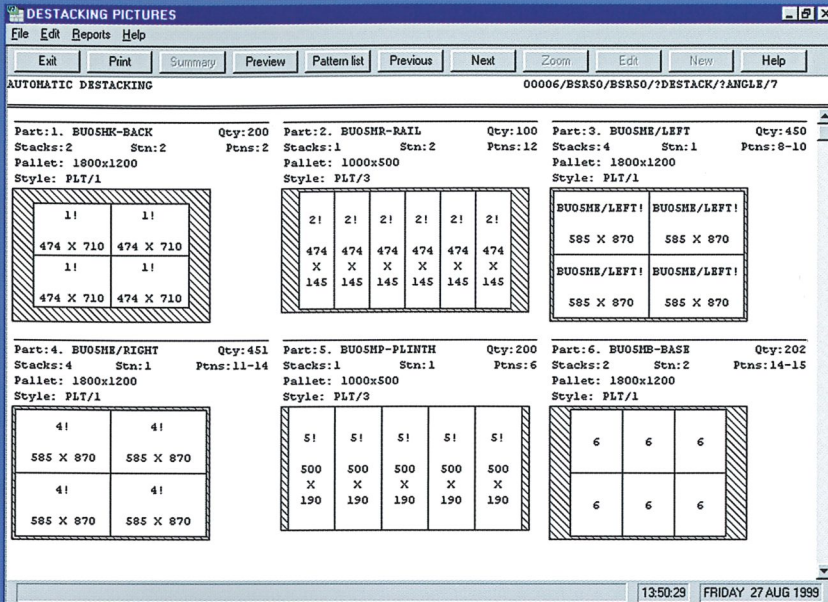 DESTACKING PICTURES
File Edit Reports Help
Exit Print Summary Preview Pattern list Previous Next Zoom Edit New Help
AUTOMATIC DESTACKING 00006/BSR50/BSR50/?DESTACK/?ANGLE/7
Part:1. BU05MK-BACK Qty:200
Stacks:2 Stn:2 Ptns:2
Pallet: 1800x1200
Style: PLT/1
1! 1!
474 X 710 474 X 710
1! 1!
474 X 710 474 X 710
Part:2. BU05MR-RAIL Qty:100
Stacks:1 Stn:2 Ptns:12
Pallet: 1000x500
Style: PLT/3
2! 2! 2! 2! 2! 2!
474 474 474 474 474 474
X X X X X X
145 145 145 145 145 145
Part:3. BU05ME/LEFT Qty:450
Stacks:4 Stn:1 Ptns:8-10
Pallet: 1800x1200
Style: PLT/1
BU05ME/LEFT! BU05ME/LEFT!
585 X 870 585 X 870
BU05ME/LEFT! BU05ME/LEFT!
585 X 870 585 X 870
Part:4. BU05ME/RIGHT Qty:451
Stacks:4 Stn:1 Ptns:11-14
Pallet: 1800x1200
Style: PLT/1
4! 4!
585 X 870 585 X 870
4! 4!
585 X 870 585 X 870
Part:5. BU05MP-PLINTH Qty:200
Stacks:1 Stn:1 Ptns:6
Pallet: 1000x500
Style: PLT/3
5! 5! 5! 5! 5!
500 500 500 500 500
X X X X X
190 190 190 190 190
Part:6. BU05MB-BASE Qty:202
Stacks:2 Stn:2 Ptns:14-15
Pallet: 1800x1200
Style: PLT/1
6 6 6
6 6 6
13:50:29 FRIDAY 27 AUG 1999